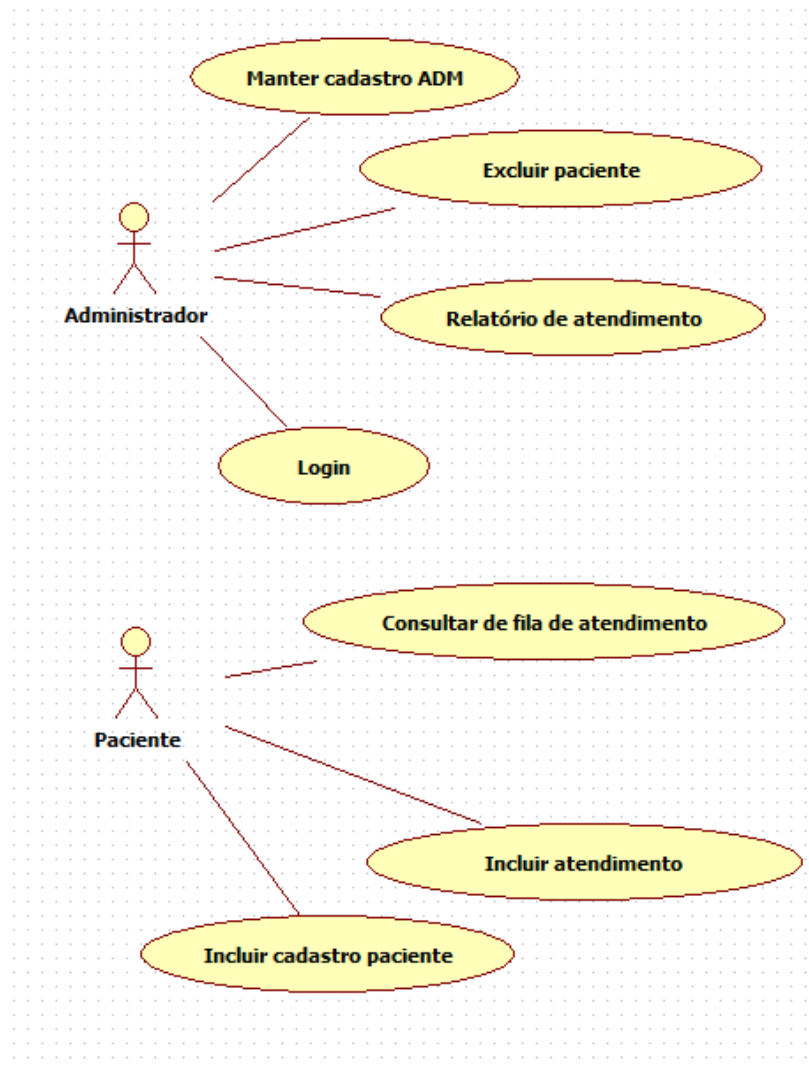 Manter cadastro ADM
Excluir paciente
Administrador
Relatório de atendimento
Login
Consultar de fila de atendimento
Paciente
Incluir atendimento
Incluir cadastro paciente